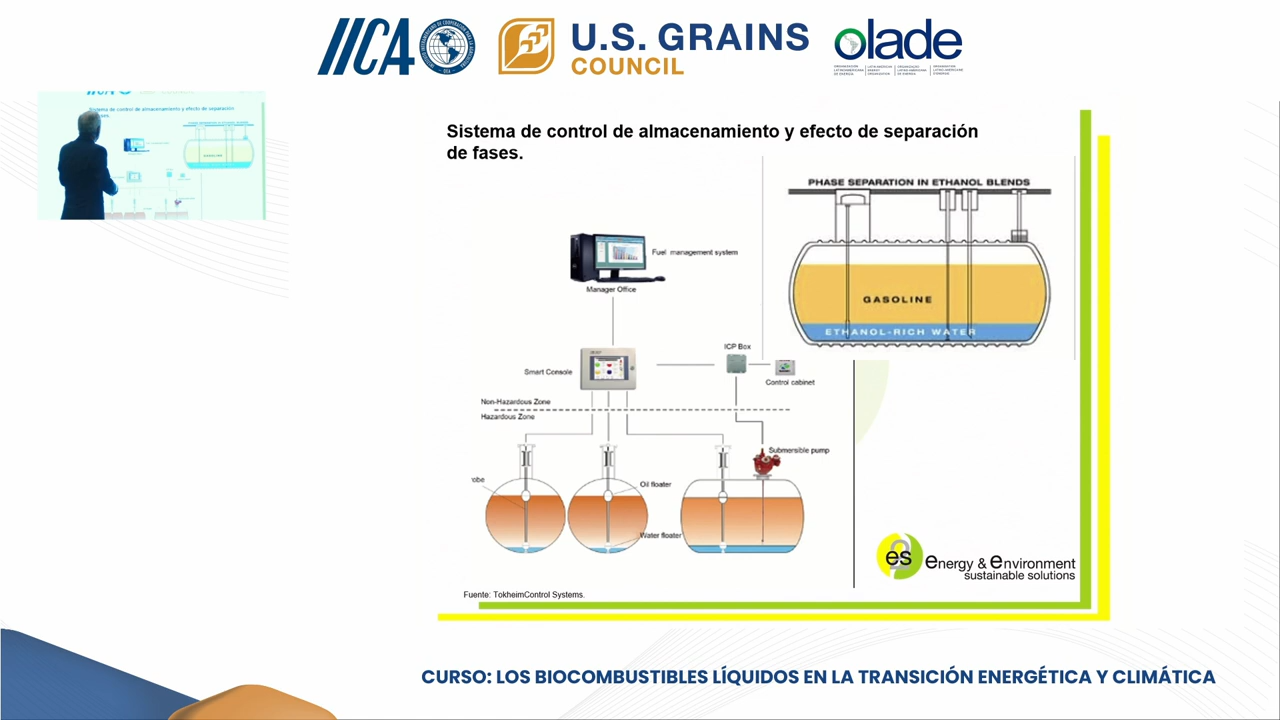 IICA
U.S. GRAINS
COUNCIL
olade
Sistema de control de almacenamiento y efecto de separación
de fases.
PHASE SEPARATION IN ETHANOL BLENDS
GASOLINE
ETHANOL-RICH WATER
Fuel management system
Manager Office
ICP Box
Smart Console
Control cabinet
Non-Hazardous Zone
Hazardous Zone
Submersible pump
Oil floater
Water floater
e2s energy & environment
sustainable solutions
Fuente: TokheimControl Systems.
CURSO: LOS BIOCOMBUSTIBLES LÍQUIDOS EN LA TRANSICIÓN ENERGÉTICA Y CLIMÁTICA